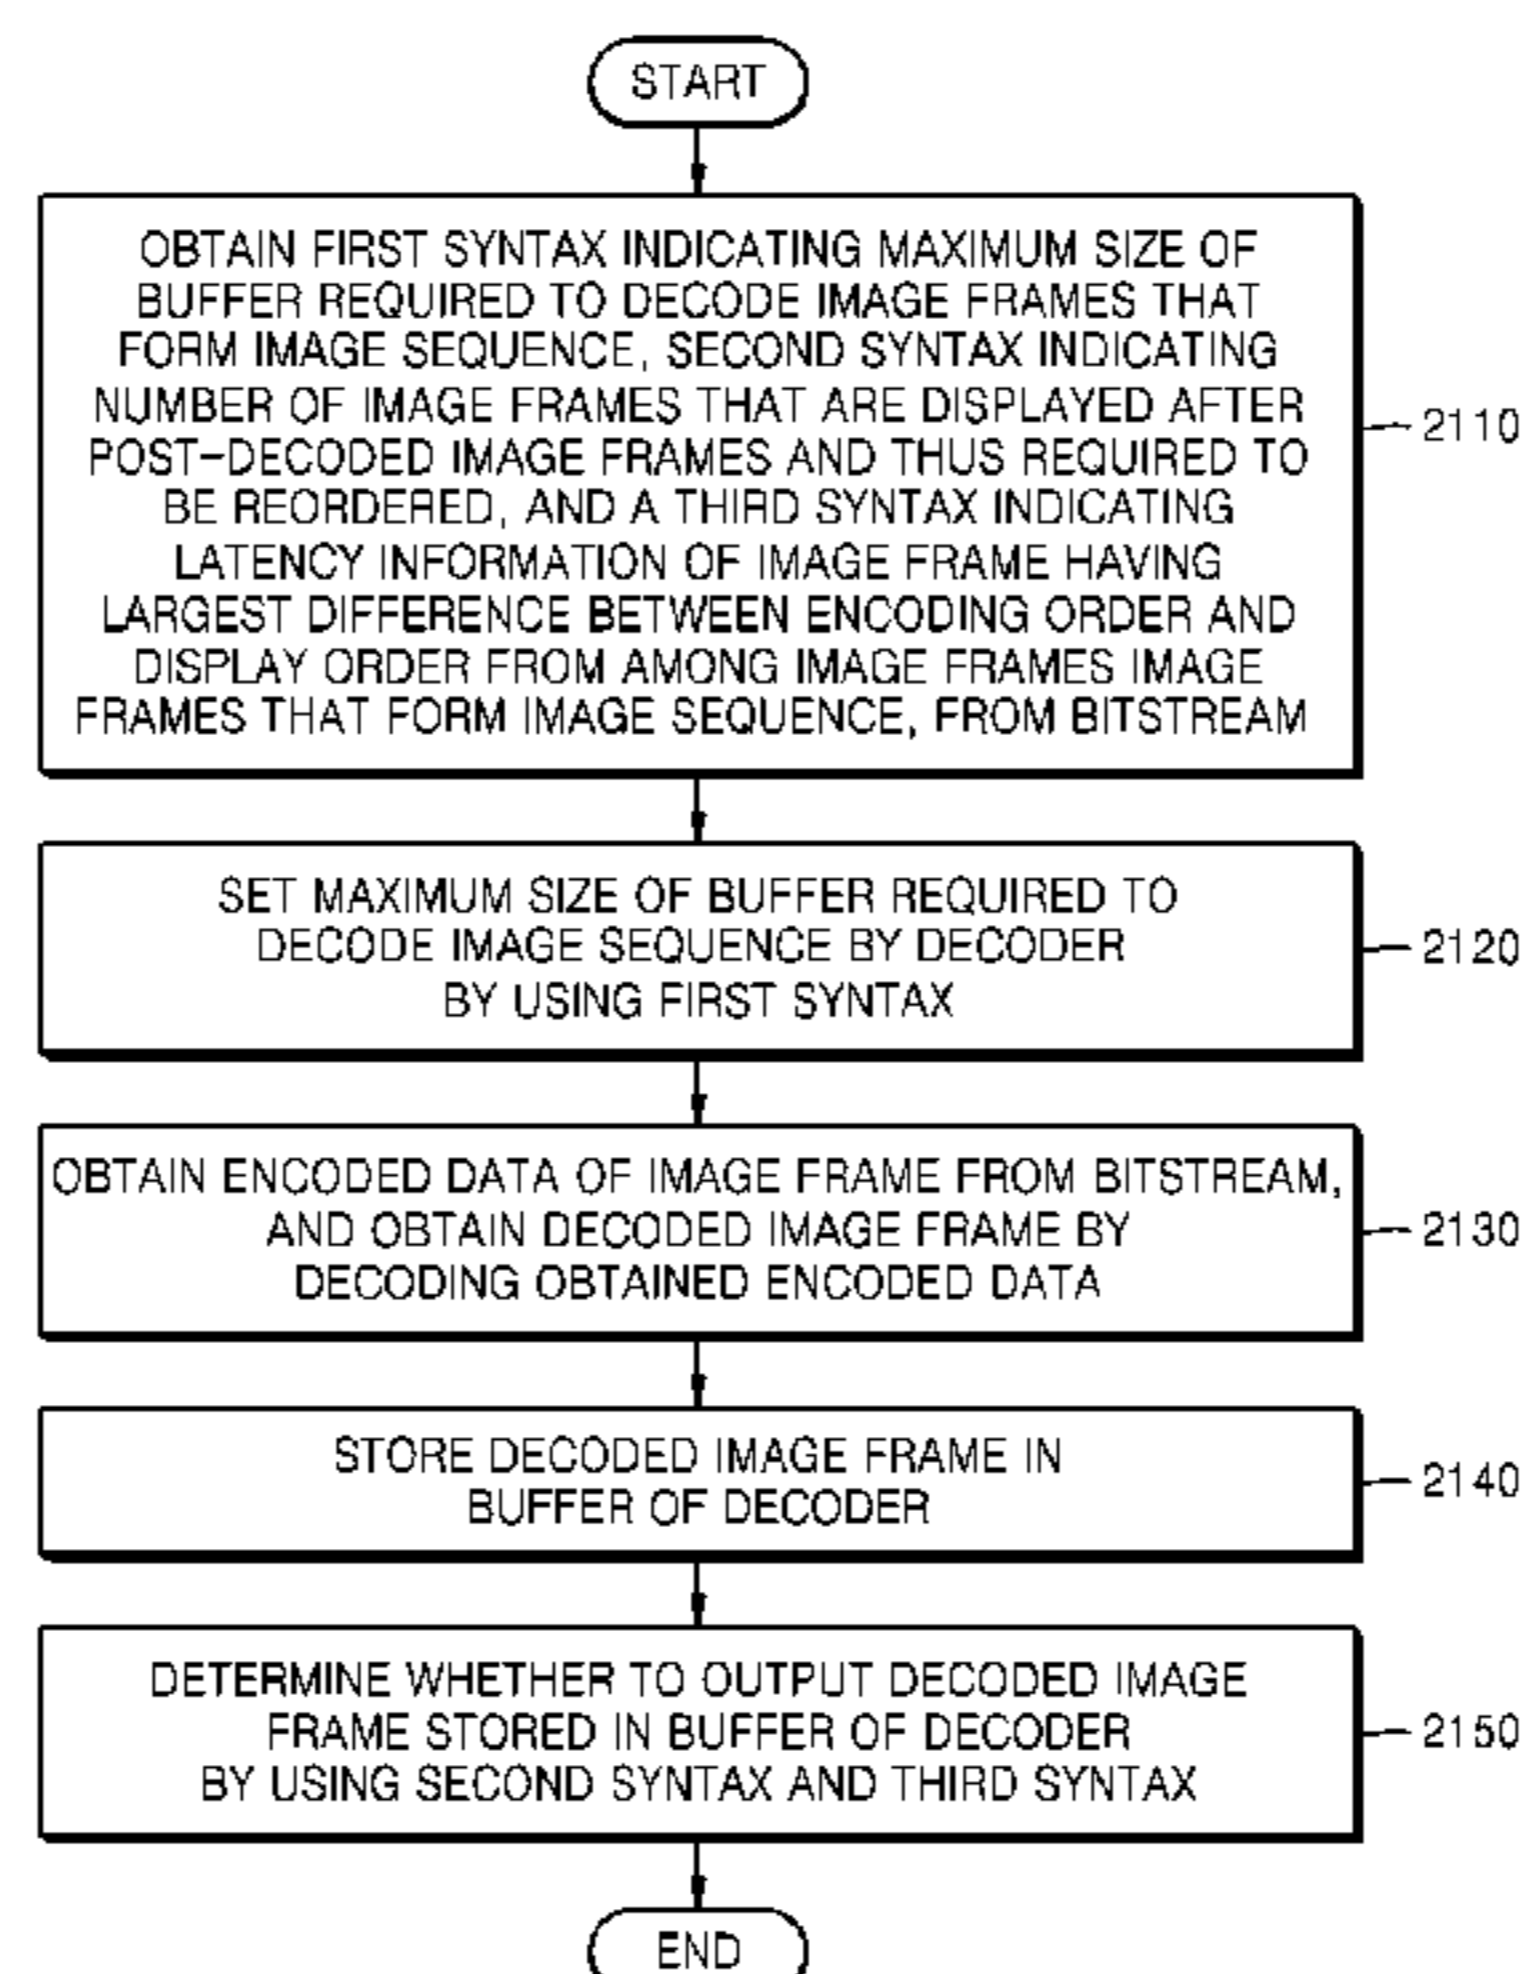 START
OBTAIN FIRST SYNTAX INDICATING MAXIMUM SIZE OF
BUFFER REQUIRED TO DECODE IMAGE FRAMES THAT
FORM IMAGE SEQUENCE, SECOND SYNTAX INDICATING
NUMBER OF IMAGE FRAMES THAT ARE DISPLAYED AFTER
POST-DECODED IMAGE FRAMES AND THUS REQUIRED TO
BE REORDERED, AND A THIRD SYNTAX INDICATING
LATENCY INFORMATION OF IMAGE FRAME HAVING
LARGEST DIFFERENCE BETWEEN ENCODING ORDER AND
DISPLAY ORDER FROM AMONG IMAGE FRAMES IMAGE
FRAMES THAT FORM IMAGE SEQUENCE, FROM BITSTREAM
2110
SET MAXIMUM SIZE OF BUFFER REQUIRED TO
DECODE IMAGE SEQUENCE BY DECODER
BY USING FIRST SYNTAX
2120
OBTAIN ENCODED DATA OF IMAGE FRAME FROM BITSTREAM,
AND OBTAIN DECODED IMAGE FRAME BY
DECODING OBTAINED ENCODED DATA
2130
STORE DECODED IMAGE FRAME IN
BUFFER OF DECODER
2140
DETERMINE WHETHER TO OUTPUT DECODED IMAGE
FRAME STORED IN BUFFER OF DECODER
BY USING SECOND SYNTAX AND THIRD SYNTAX
2150
END